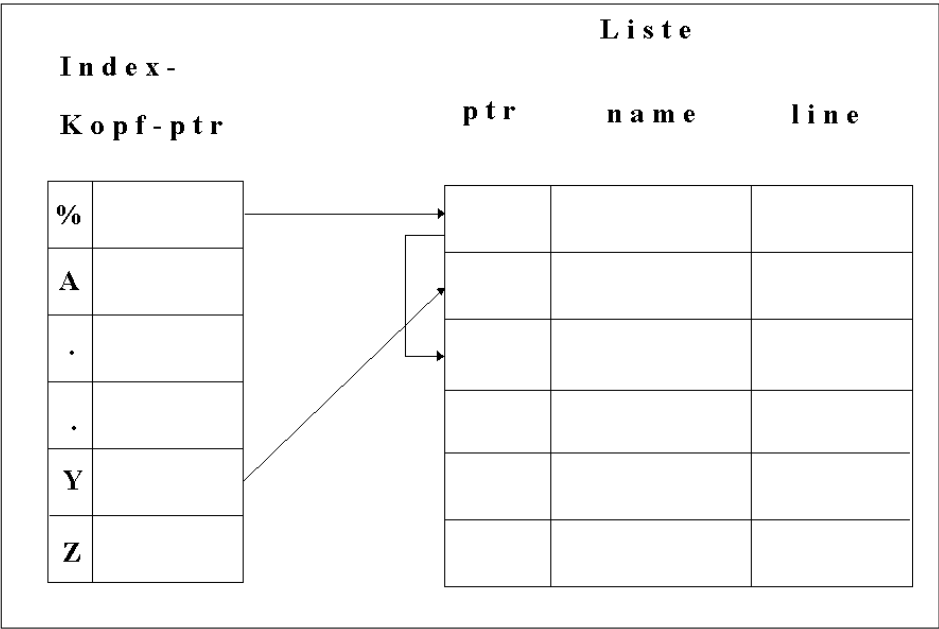 Liste
Index-
Kopf-ptr
ptr name line
%
A
.
.
Y
Z